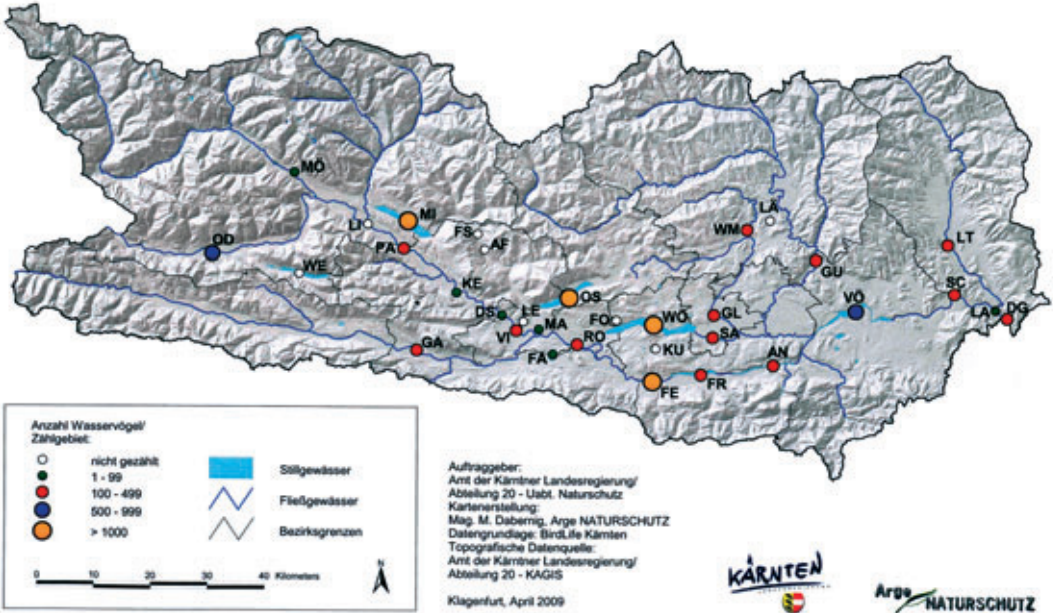 MÖ
LI
MI
FS
AF
LA
WM
LT
OD
PA
WE
GU
KE
OS
SC
VÖ
DS
LE
MA
FO
WÖ
GL
LA
DG
VI
RO
SA
GA
FA
KU
AN
FE
FR
Anzahl Wasservögel/
Zählgebiet:
nicht gezählt
1 - 99
100 - 499
500 - 999
> 1000
Stillgewässer
Fließgewässer
Bezirksgrenzen
0 10 20 30 40 Kilometers
N
Auftraggeber:
Amt der Kärntner Landesregierung/
Abteilung 20 - Uabt. Naturschutz
Kartenerstellung:
Mag. M. Dabernig, Arge NATURSCHUTZ
Datengrundlage: BirdLife Kärnten
Topografische Datenquelle:
Amt der Kärntner Landesregierung/
Abteilung 20 - KAGIS
Klagenfurt, April 2009
KÄRNTEN
Arge NATURSCHUTZ